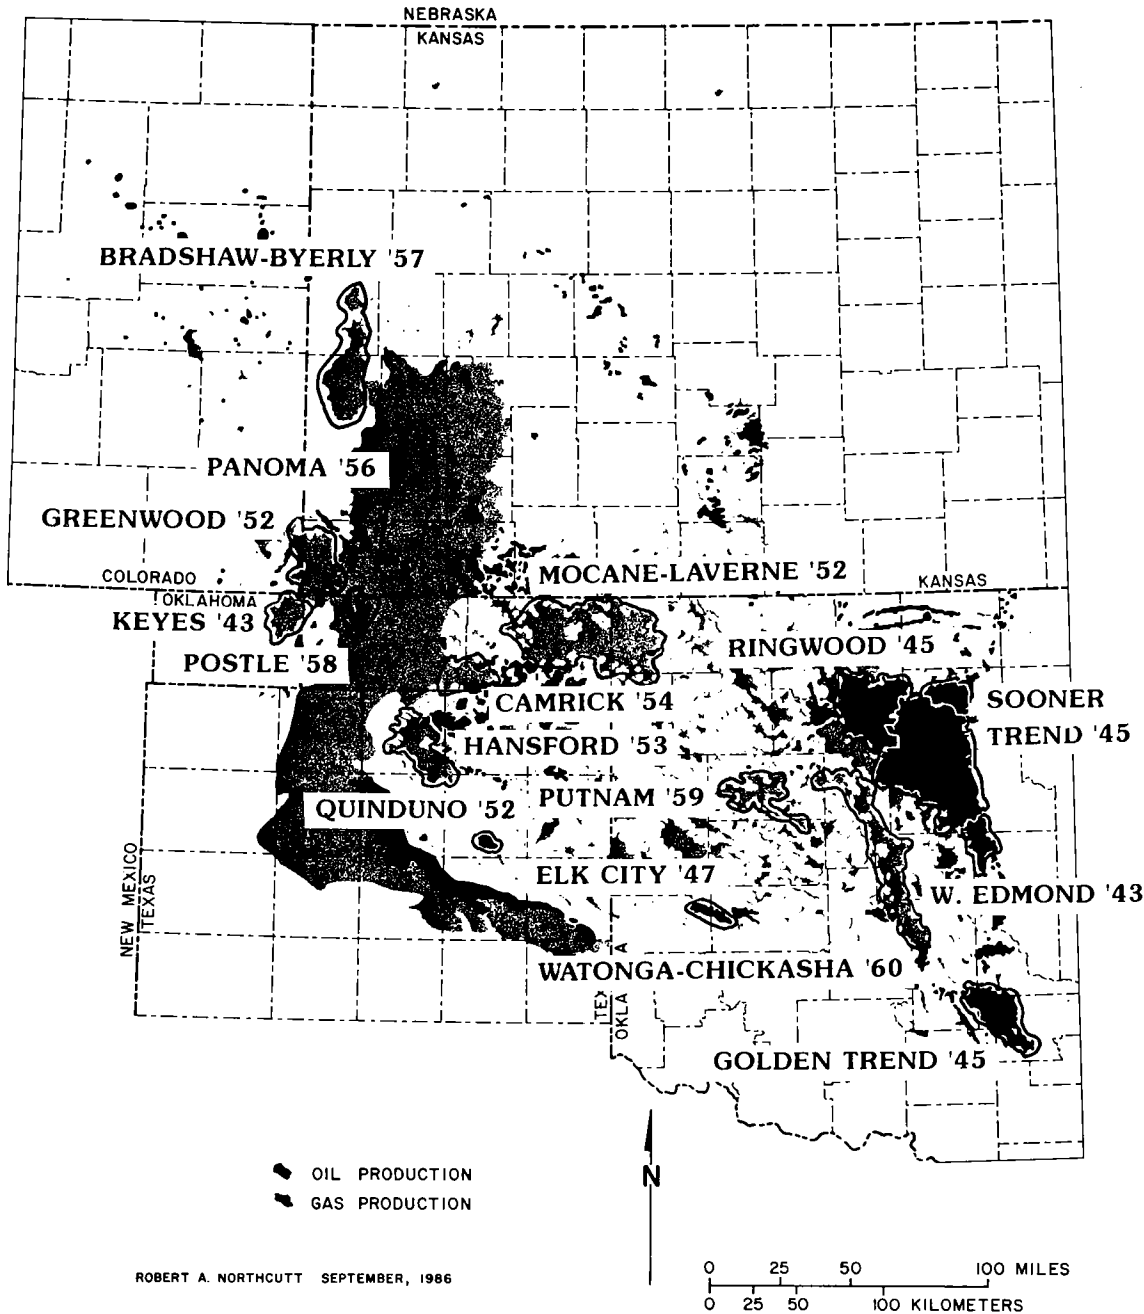 NEBRASKA
KANSAS
BRADSHAW-BYERLY '57
PANOMA '56
GREENWOOD '52
COLORADO
OKLAHOMA
MOCANE-LAVERNE '52
KANSAS
KEYES '43
POSTLE '58
RINGWOOD '45
CAMRICK '54
SOONER
TREND '45
HANSFORD '53
QUINDUNO '52
PUTNAM '59
ELK CITY '47
NEW MEXICO
TEXAS
W. EDMOND '43
WATONGA-CHICKASHA '60
GOLDEN TREND '45
OIL PRODUCTION
GAS PRODUCTION
N
ROBERT A. NORTHCUTT SEPTEMBER, 1986
0 25 50 100 MILES
0 25 50 100 KILOMETERS